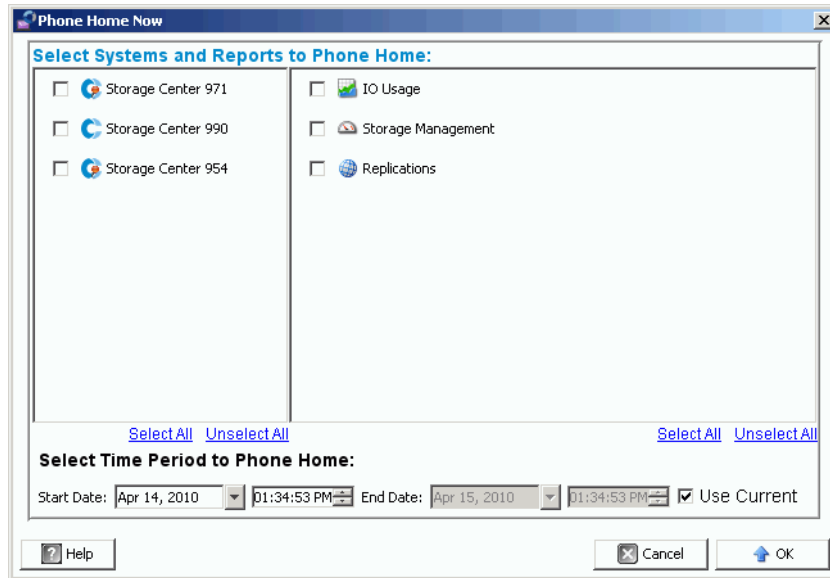 Phone Home Now
Select Systems and Reports to Phone Home:
Storage Center 971
Storage Center 990
Storage Center 954
IO Usage
Storage Management
Replications
Select All Unselect All
Select All Unselect All
Select Time Period to Phone Home:
Start Date: Apr 14, 2010 01:34:53 PM End Date: Apr 15, 2010 01:34:53 PM Use Current
? Help
Cancel
OK